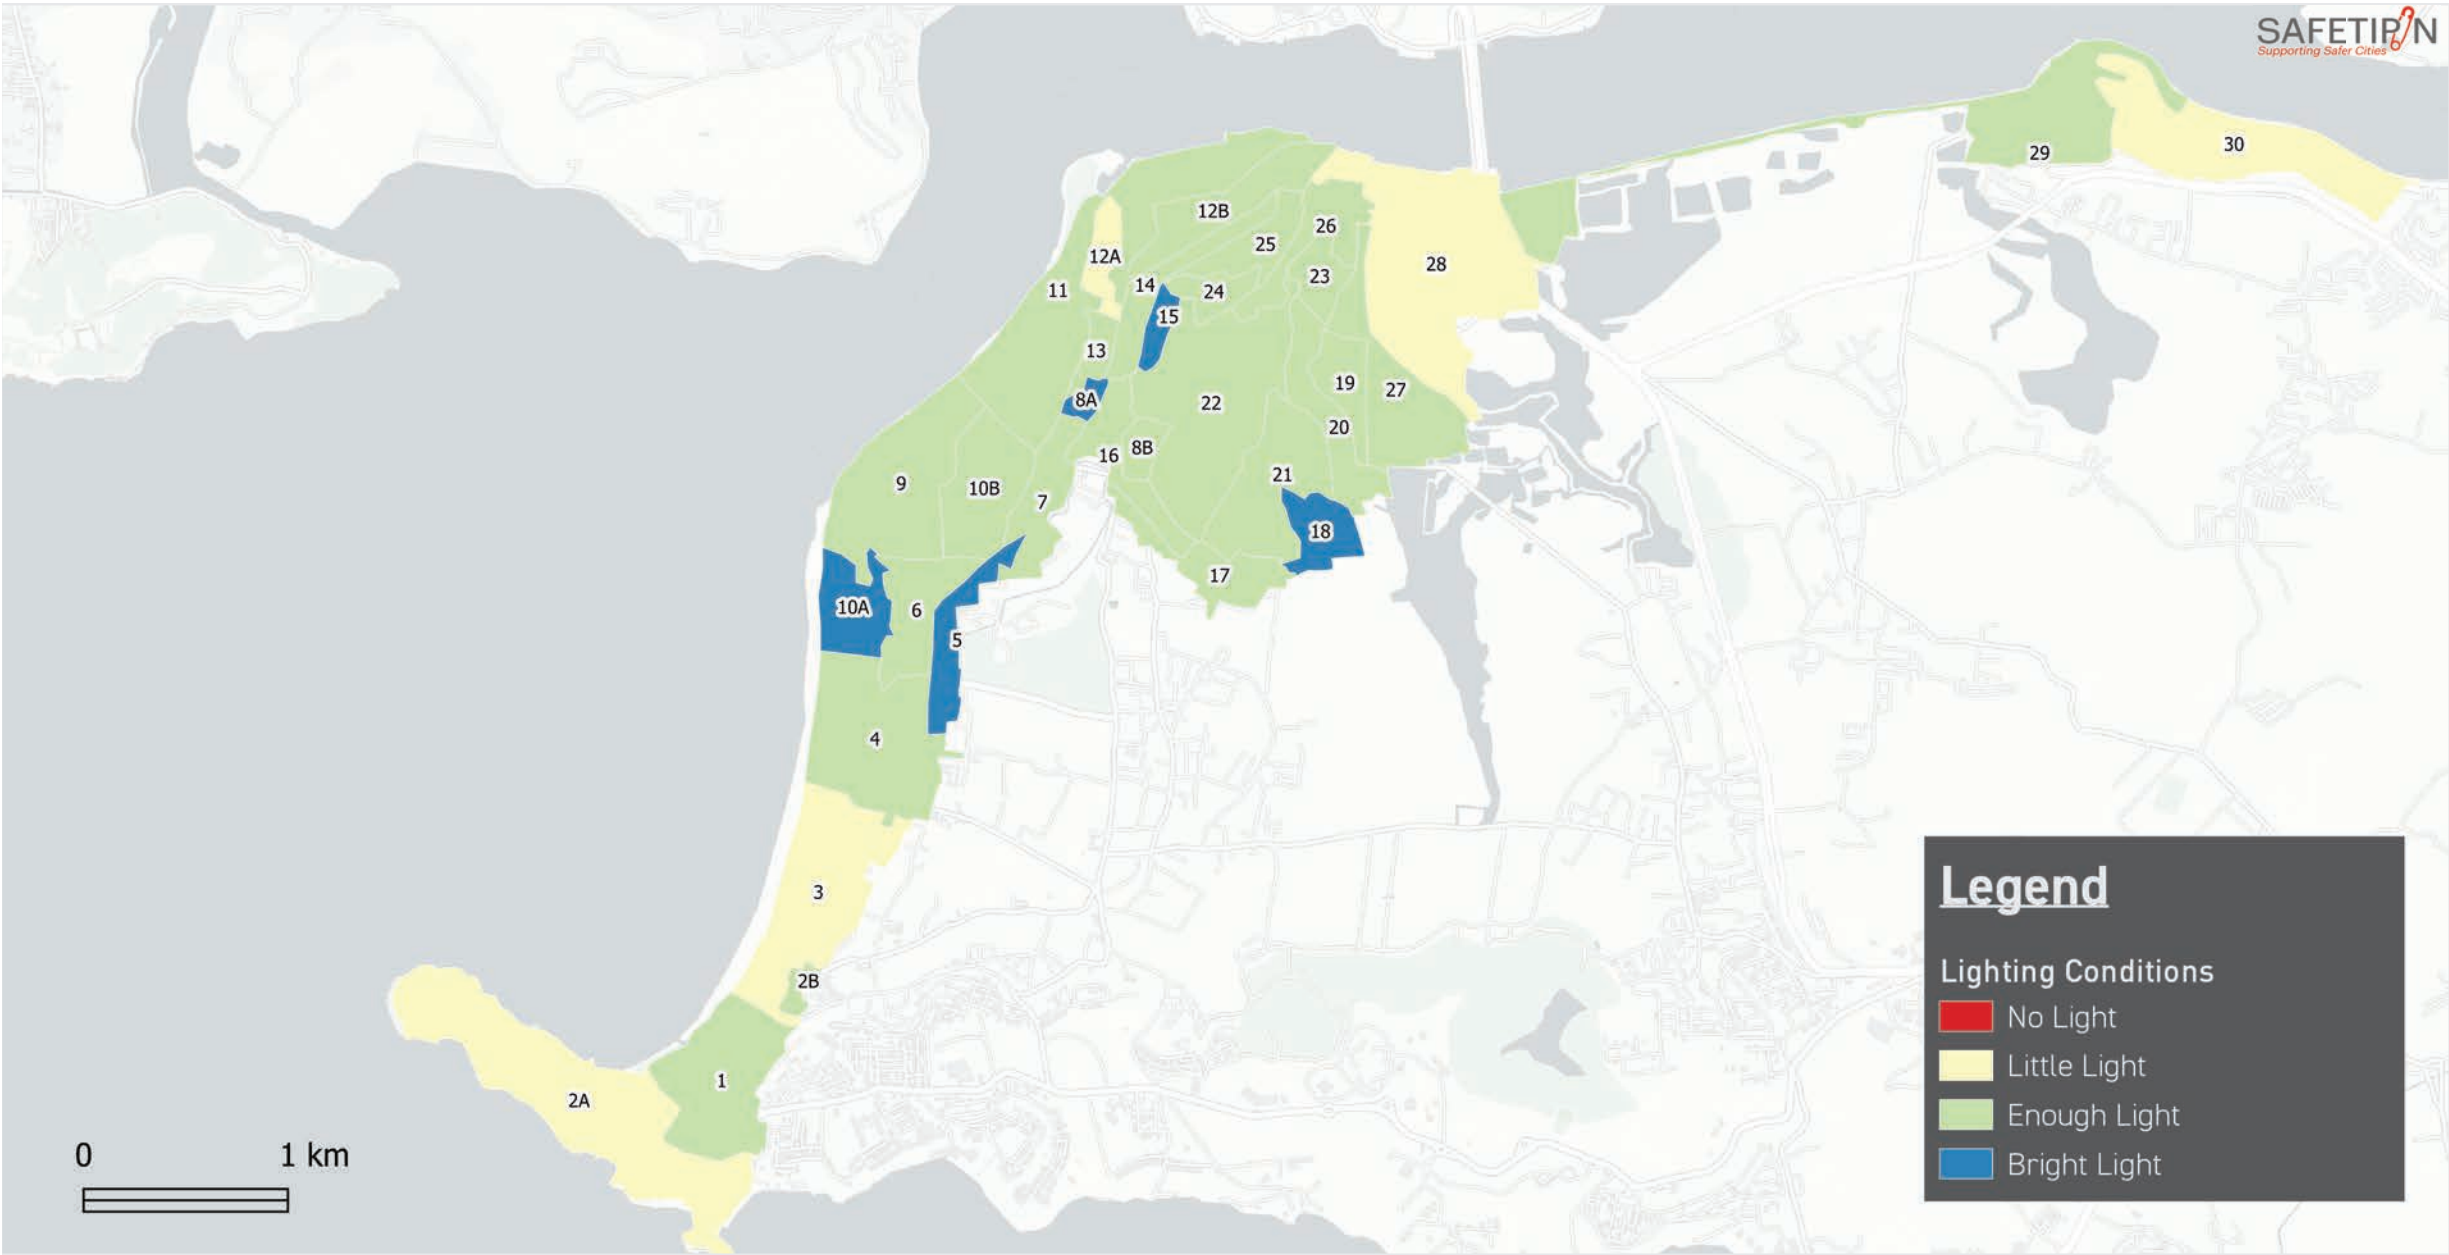 SAFETIPIN
Supporting Safer Cities
30
29
12B
26
25
12A
28
23
14
24
11
15
13
19
27
8A
22
20
8B
16
21
9
10B
7
18
17
10A
6
5
4
3
2B
1
2A
0 1 km
Legend
Lighting Conditions
No Light
Little Light
Enough Light
Bright Light